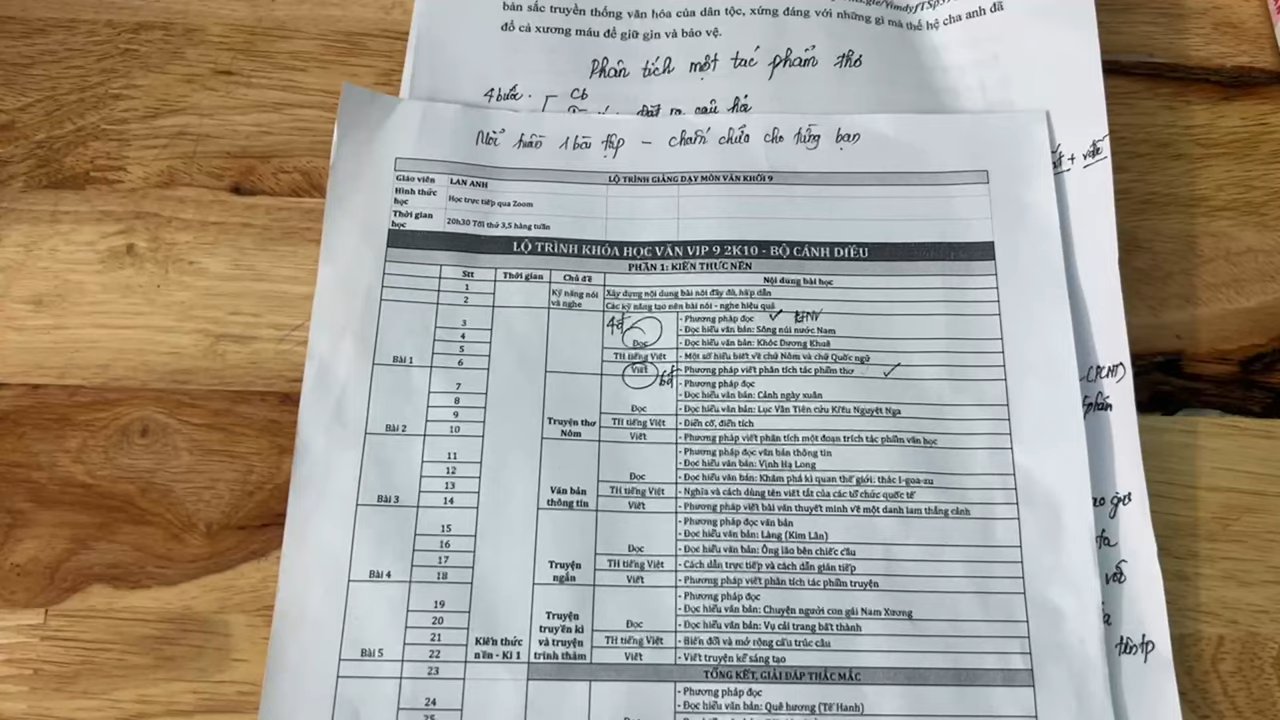 bản sắc truyền thống văn hóa của dân tộc, xứng đáng với những gì mà thế hệ cha anh đã
đổ cả xương máu để giữ gìn và bảo vệ.
Phân tích một tác phẩm thơ
4 bước. Cb
đặt ra câu hỏi
Mỗi tuần 1 bài tập - chấm chữa cho từng bạn
Giáo viên LAN ANH LỘ TRÌNH GIẢNG DẠY MÔN VĂN KHỐI 9
Hình thức học Học trực tiếp qua Zoom
Thời gian học 20h30 Tối thứ 3,5 hàng tuần
LỘ TRÌNH KHÓA HỌC VĂN VIP 9 2K10 - BỘ CÁNH DIỀU
PHẦN 1: KIẾN THỨC NỀN
Stt Thời gian Chủ đề Nội dung bài học
1 Kỹ năng nói và nghe Xây dựng nội dung bài nói đầy đủ, hấp dẫn
2 Các kỹ năng tạo nên bài nói - nghe hiệu quả
3 4đ - Phương pháp đọc
- Đọc hiểu văn bản: Sông núi nước Nam
4 Đọc - Đọc hiểu văn bản: Khóc Dương Khuê
5 TH tiếng Việt - Một số hiểu biết về chữ Nôm và chữ Quốc ngữ
Bài 1 6 Viết 6đ - Phương pháp viết phân tích tác phẩm thơ
7 - Phương pháp đọc
- Đọc hiểu văn bản: Cảnh ngày xuân
8 Đọc - Đọc hiểu văn bản: Lục Vân Tiên cứu Kiều Nguyệt Nga
9 Truyện thơ Nôm TH tiếng Việt - Điển cố, điển tích
Bài 2 10 Viết - Phương pháp viết phân tích một đoạn trích tác phẩm văn học
11 - Phương pháp đọc văn bản thông tin
- Đọc hiểu văn bản: Vịnh Hạ Long
12 Đọc - Đọc hiểu văn bản: Khám phá kì quan thế giới: thác I-goa-zu
13 Văn bản thông tin TH tiếng Việt - Nghĩa và cách dùng tên viết tắt của các tổ chức quốc tế
Bài 3 14 Viết - Phương pháp viết bài văn thuyết minh về một danh lam thắng cảnh
15 - Phương pháp đọc văn bản
- Đọc hiểu văn bản: Làng (Kim Lân)
16 Đọc - Đọc hiểu văn bản: Ông lão bên chiếc cầu
17 Truyện ngắn TH tiếng Việt - Cách dẫn trực tiếp và cách dẫn gián tiếp
Bài 4 18 Viết - Phương pháp viết phân tích tác phẩm truyện
19 - Phương pháp đọc
- Đọc hiểu văn bản: Chuyện người con gái Nam Xương
20 Truyện truyền kì và truyện trinh thám Đọc - Đọc hiểu văn bản: Vụ cải trang bất thành
21 TH tiếng Việt - Biến đổi và mở rộng cấu trúc câu
Bài 5 22 Kiến thức nền - Kì 1 Viết - Viết truyện kể sáng tạo
23 TỔNG KẾT, GIẢI ĐÁP THẮC MẮC
24 - Phương pháp đọc
- Đọc hiểu văn bản: Quê hương (Tế Hanh)
25